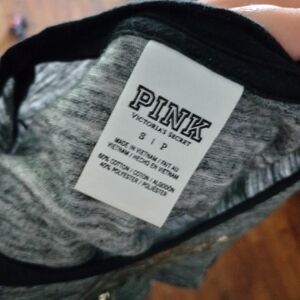 PINK
VICTORIA'S SECRET
S | P
MADE IN VIETNAM / FAIT AU
VIETNAM / HECHO EN VIETNAM
60% COTTON / COTON / ALGODÓN
40% POLYESTER / POLIÉSTER